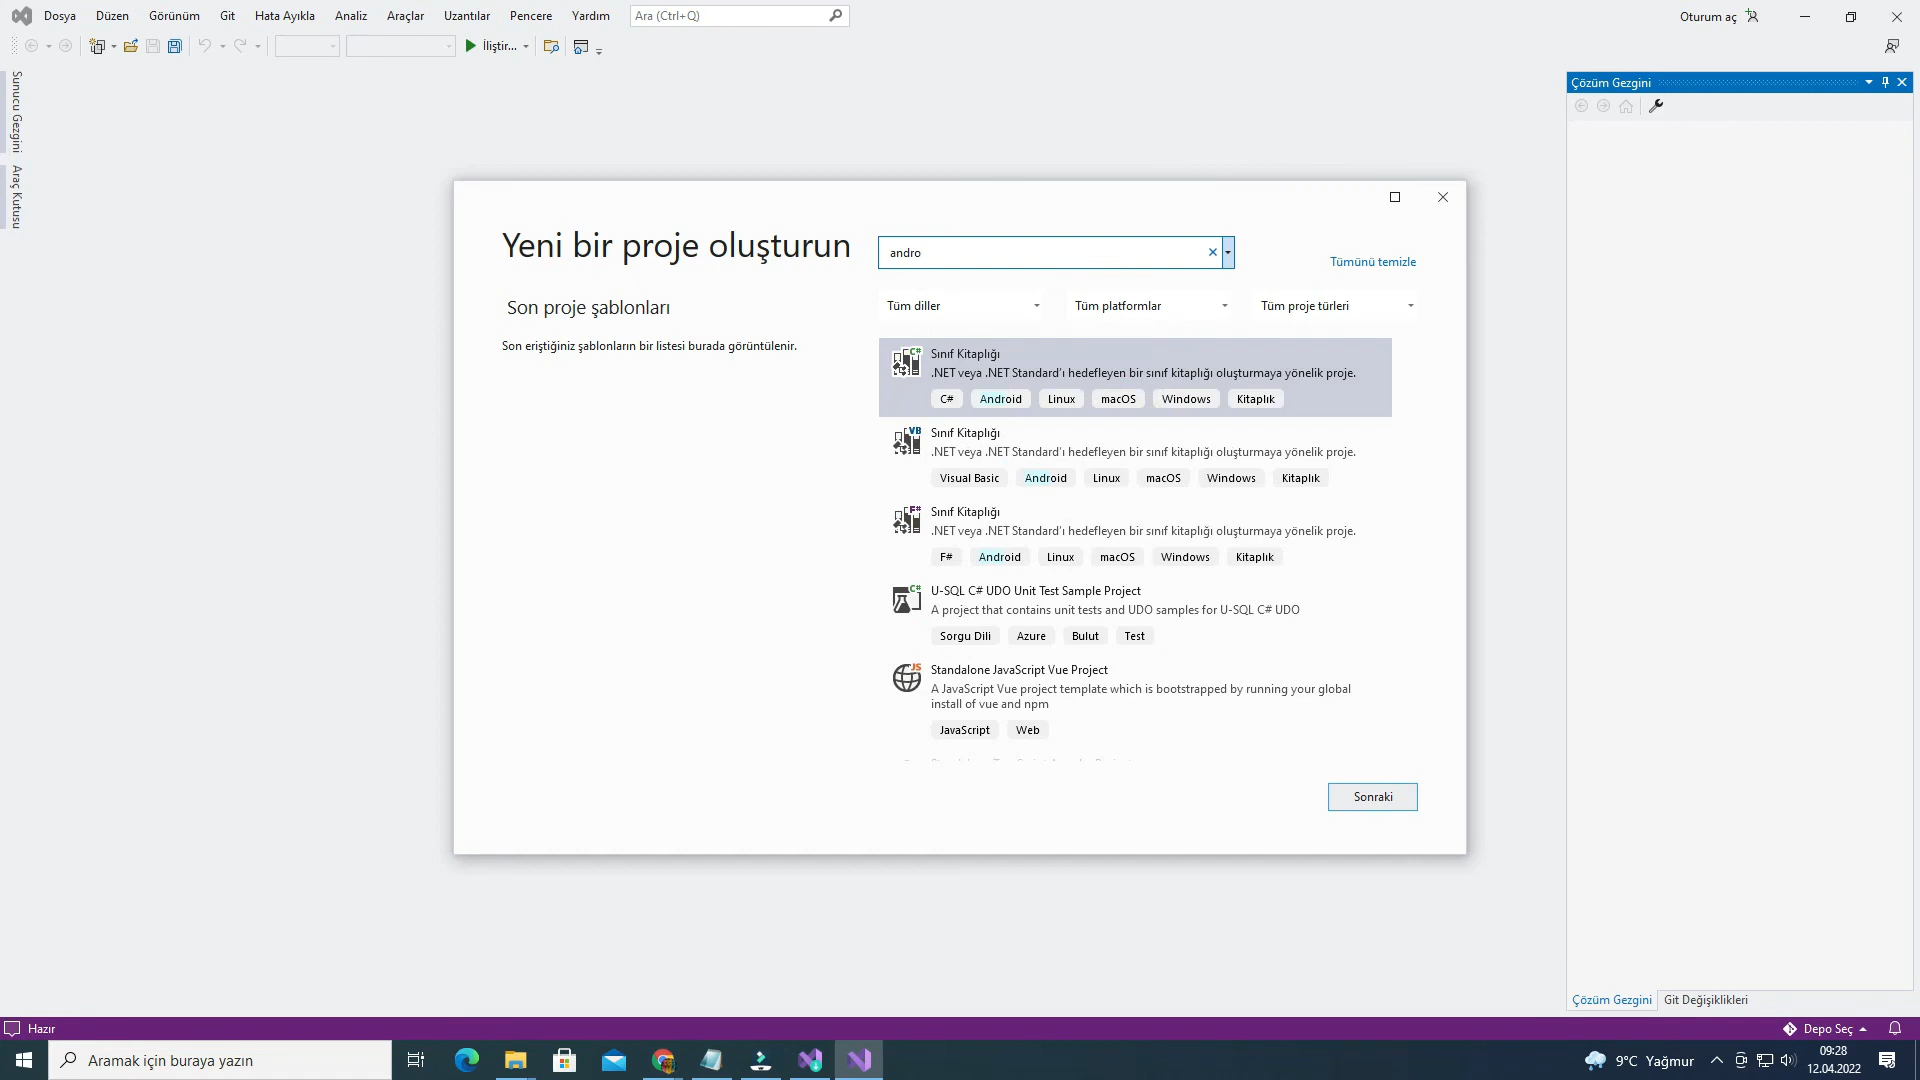 Dosya Düzen Görünüm Git Hata Ayıkla Analiz Araçlar Uzantılar Pencere Yardım Ara (Ctrl+Q) Oturum aç
İliştir...
Sunucu Gezgini
Araç Kutusu
Çözüm Gezgini
Yeni bir proje oluşturun
andro
Tümünü temizle
Son proje şablonları
Son eriştiğiniz şablonların bir listesi burada görüntülenir.
Tüm diller Tüm platformlar Tüm proje türleri
C#
Sınıf Kitaplığı
.NET veya .NET Standard'ı hedefleyen bir sınıf kitaplığı oluşturmaya yönelik proje.
C# Android Linux macOS Windows Kitaplık
VB
Sınıf Kitaplığı
.NET veya .NET Standard'ı hedefleyen bir sınıf kitaplığı oluşturmaya yönelik proje.
Visual Basic Android Linux macOS Windows Kitaplık
F#
Sınıf Kitaplığı
.NET veya .NET Standard'ı hedefleyen bir sınıf kitaplığı oluşturmaya yönelik proje.
F# Android Linux macOS Windows Kitaplık
C#
U-SQL C# UDO Unit Test Sample Project
A project that contains unit tests and UDO samples for U-SQL C# UDO
Sorgu Dili Azure Bulut Test
JS
Standalone JavaScript Vue Project
A JavaScript Vue project template which is bootstrapped by running your global
install of vue and npm
JavaScript Web
Sonraki
Çözüm Gezgini Git Değişiklikleri
Hazır
Depo Seç
Aramak için buraya yazın
9°C Yağmur
09:28
12.04.2022